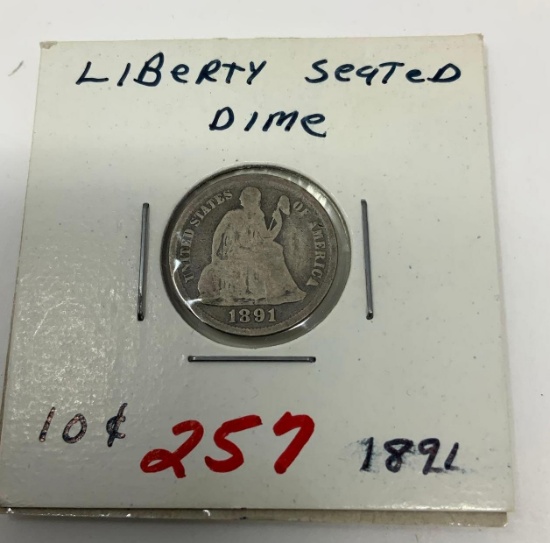 LIBERTY SEATED
DIME
UNITED STATES OF AMERICA
1891
10¢ 257 1891